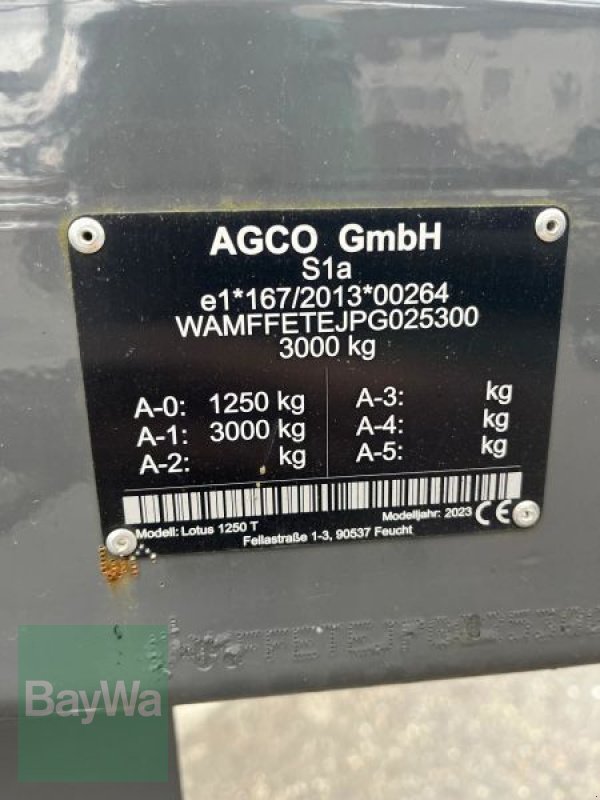 AGCO GmbH
S1a
e1*167/2013*00264
WAMFFETEJPG025300
3000 kg
A-0: 1250 kg
A-1: 3000 kg
A-2: kg
A-3: kg
A-4: kg
A-5: kg
Modell: Lotus 1250 T
Modelljahr: 2023 CE
Fellastraße 1-3, 90537 Feucht
BayWa